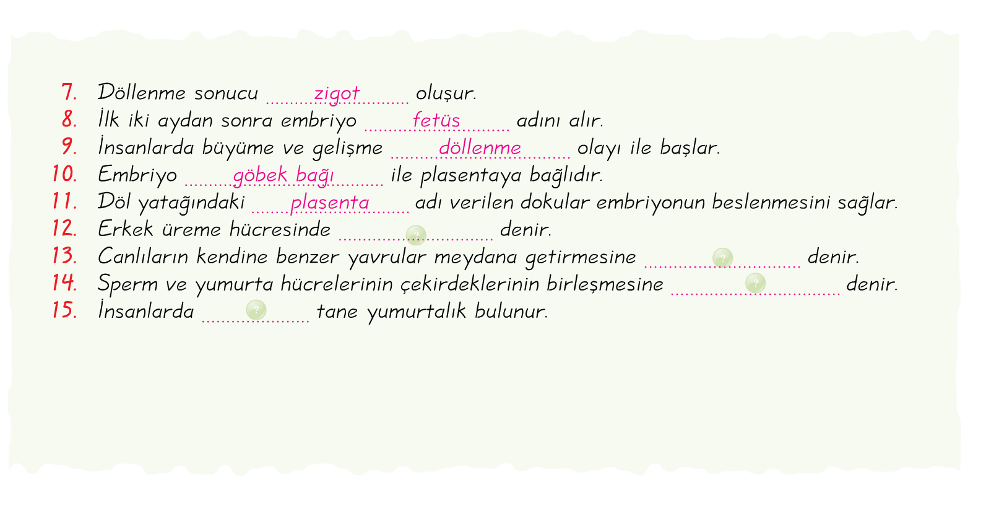 7. Döllenme sonucu zigot oluşur.
8. İlk iki aydan sonra embriyo fetüs adını alır.
9. İnsanlarda büyüme ve gelişme döllenme olayı ile başlar.
10. Embriyo göbek bağı ile plasentaya bağlıdır.
11. Döl yatağındaki plasenta adı verilen dokular embriyonun beslenmesini sağlar.
12. Erkek üreme hücresinde ? denir.
13. Canlıların kendine benzer yavrular meydana getirmesine ? denir.
14. Sperm ve yumurta hücrelerinin çekirdeklerinin birleşmesine ? denir.
15. İnsanlarda ? tane yumurtalık bulunur.